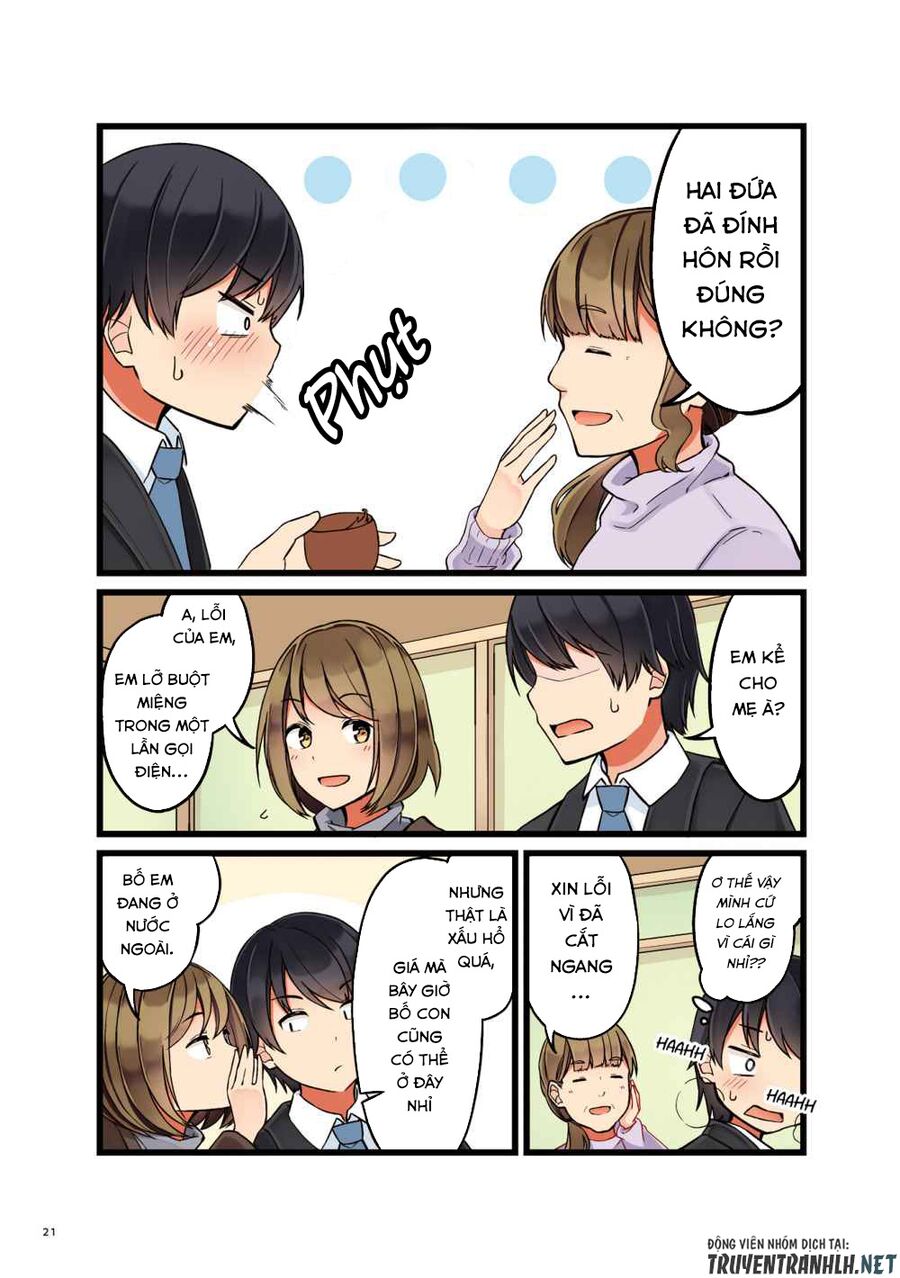 HAI ĐỨA
ĐÃ ĐÍNH
HÔN RỒI
ĐÚNG
KHÔNG?
Phụt
EM KỂ
CHO
MẸ À?
A, LỖI
CỦA EM,
EM LỠ BUỘT
MIỆNG
TRONG MỘT
LẦN GỌI
ĐIỆN...
Ơ THẾ VẬY
MÌNH CỨ
LO LẮNG
VÌ CÁI GÌ
NHỈ??
HAAHH
HAAHH
XIN LỖI
VÌ ĐÃ
CẮT
NGANG
...
NHƯNG
THẬT LÀ
XẤU HỔ
QUÁ,
GIÁ MÀ
BÂY GIỜ
BỐ CON
CŨNG
CÓ THỂ
Ở ĐÂY
NHỈ
BỐ EM
ĐANG Ở
NƯỚC
NGOÀI.
21
ĐỘNG VIÊN NHÓM DỊCH TẠI:
TRUYENTRANHLH.NET